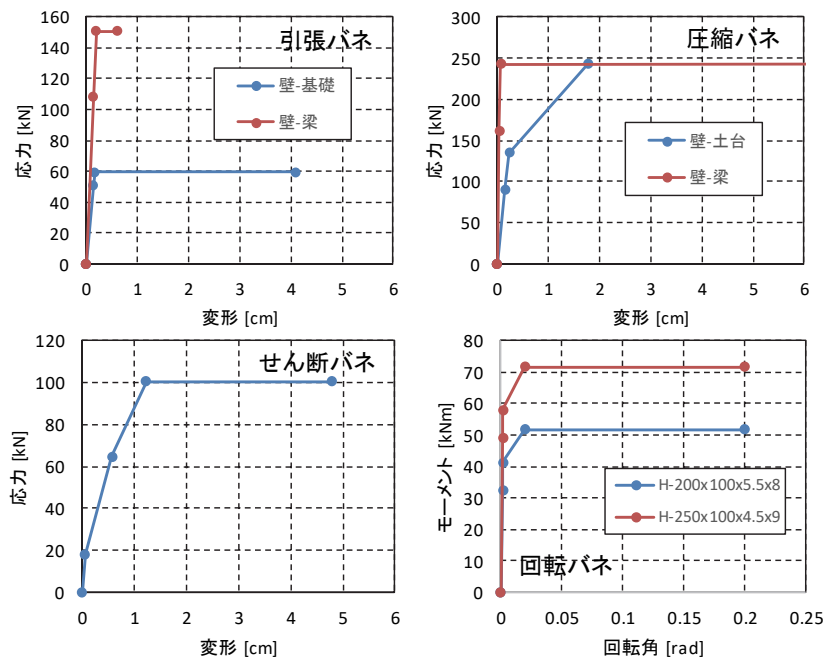 引張バネ
160
140
120
100
80
60
40
20
0
応力 [kN]
壁-基礎
壁-梁
0 1 2 3 4 5 6
変形 [cm]
圧縮バネ
300
250
200
150
100
50
0
応力 [kN]
壁-土台
壁-梁
0 2 4 6
変形 [cm]
せん断バネ
120
100
80
60
40
20
0
応力 [kN]
0 1 2 3 4 5 6
変形 [cm]
80
70
60
50
40
30
20
10
0
モーメント [kNm]
H-200x100x5.5x8
H-250x100x4.5x9
回転バネ
0 0.05 0.1 0.15 0.2 0.25
回転角 [rad]